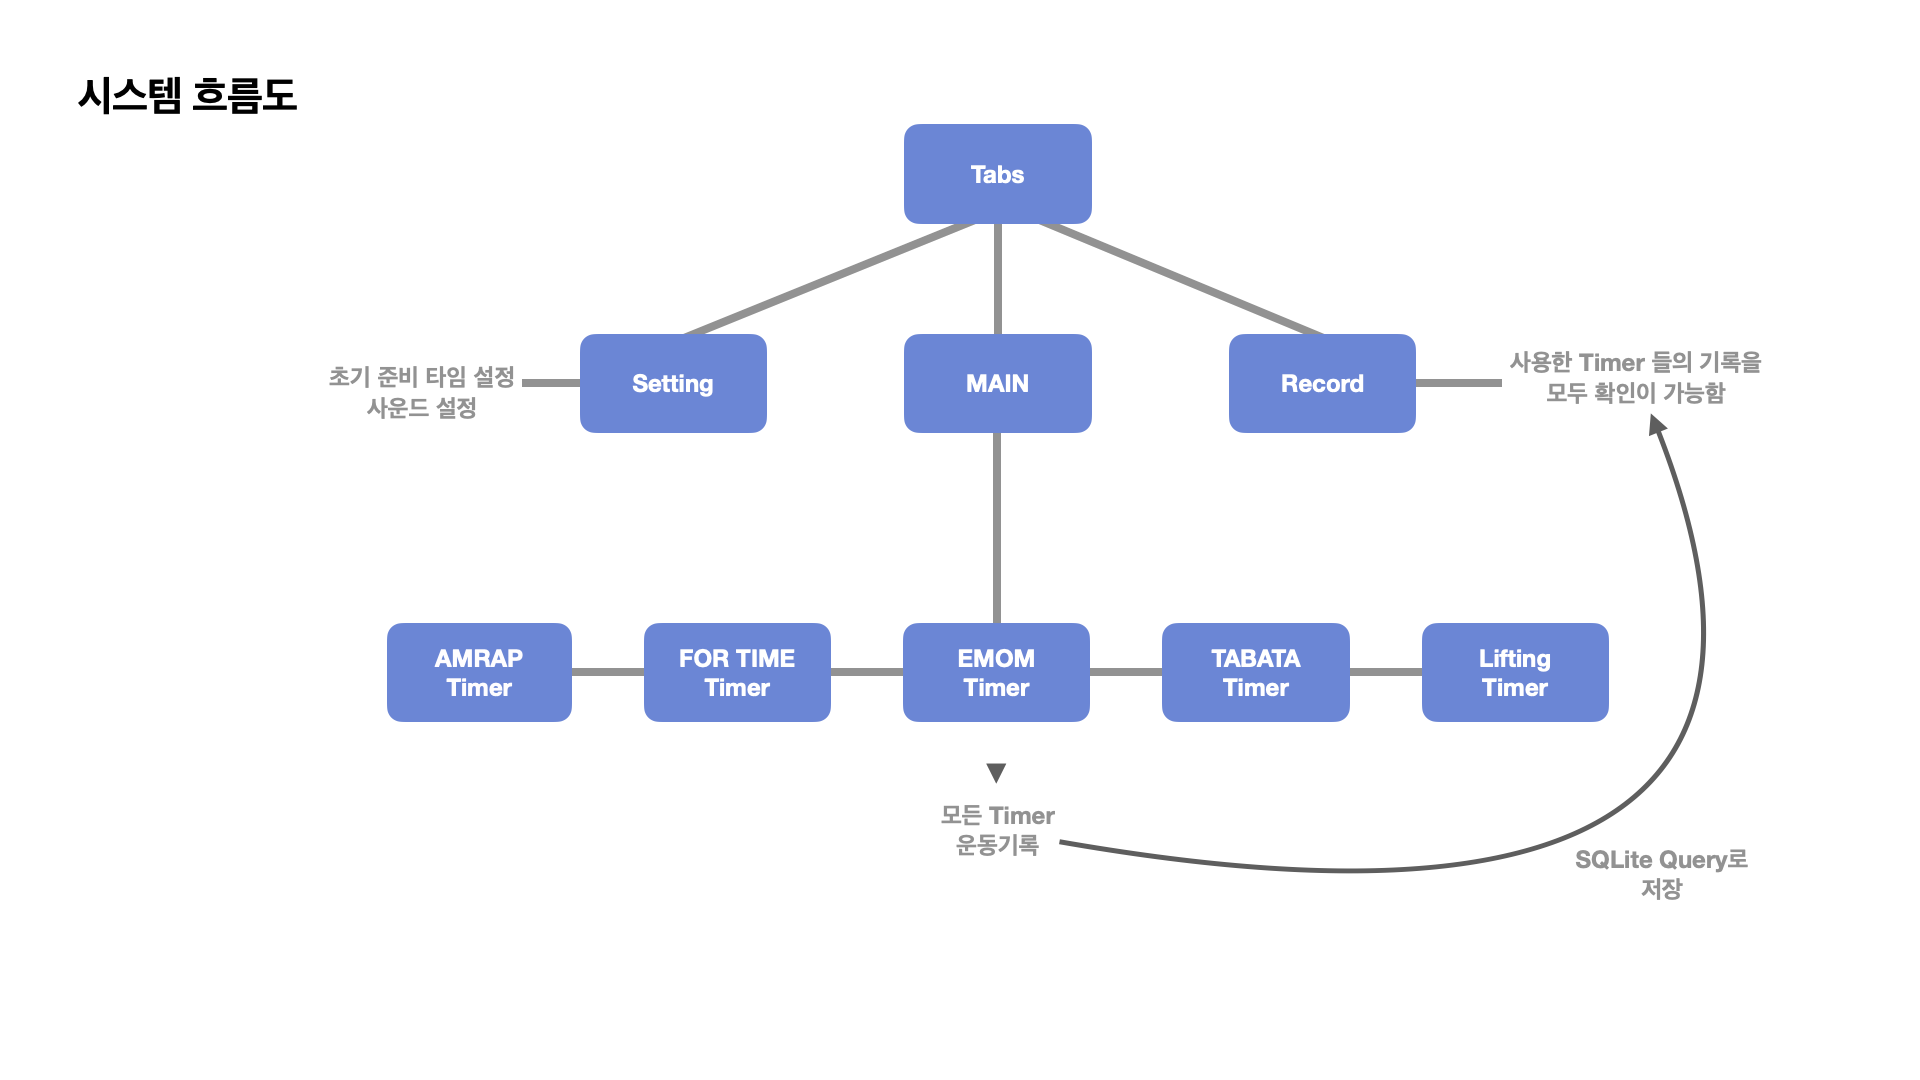 시스템 흐름도
Tabs
초기 준비 타임 설정
사운드 설정
Setting
MAIN
Record
사용한 Timer 들의 기록을
모두 확인이 가능함
AMRAP
Timer
FOR TIME
Timer
EMOM
Timer
TABATA
Timer
Lifting
Timer
모든 Timer
운동기록
SQLite Query로
저장